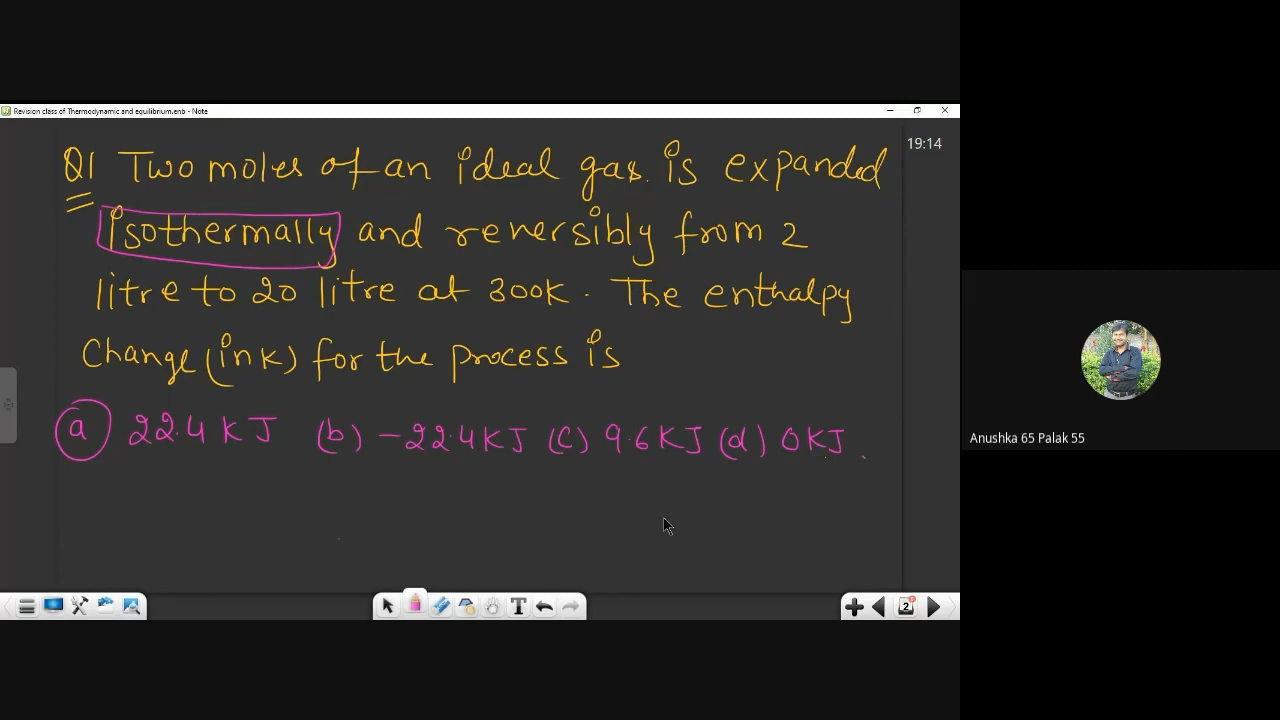 Revision class of Thermodynamic and equilibrium.enb - Note
19:14
Q1 Two moles of an ideal gas. is expanded
isothermally and reversibly from 2
litre to 20 litre at 300K. The enthalpy
Change (in K) for the process is
(a) 22.4 KJ (b) -22.4 KJ (C) 9.6 KJ (d) 0 KJ.
Anushka 65 Palak 55
T
2